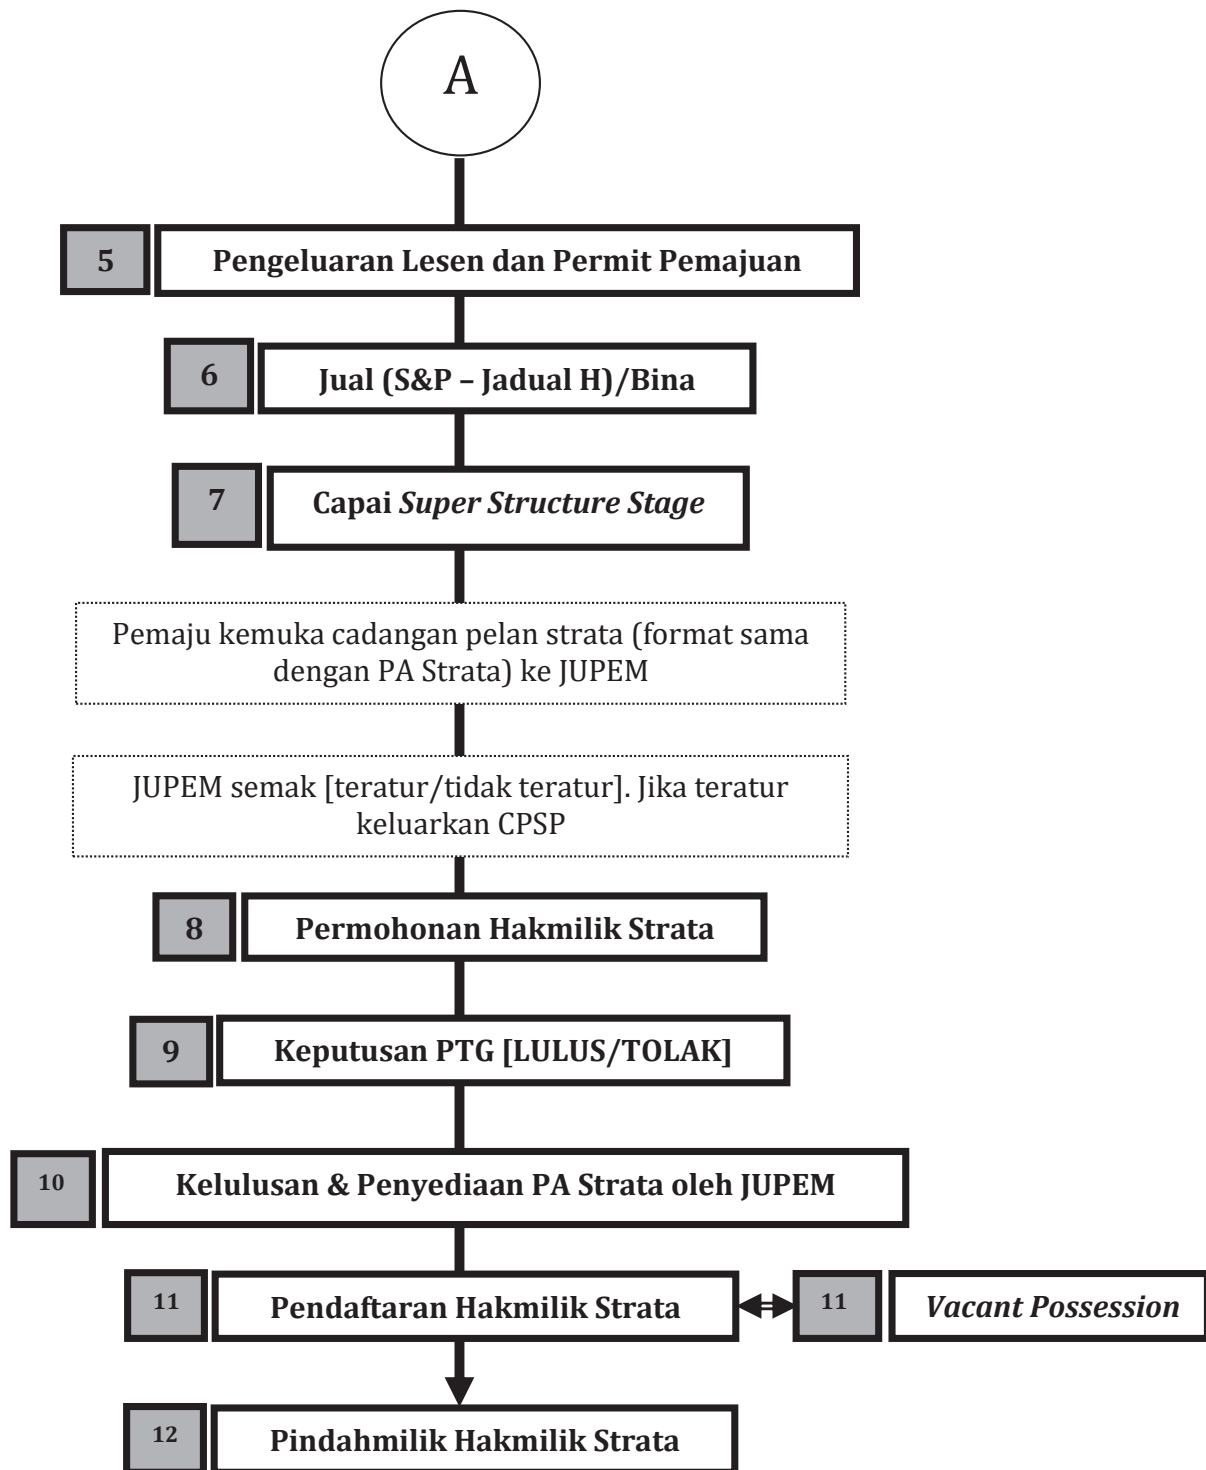 A
5
Pengeluaran Lesen dan Permit Pemajuan
6
Jual (S&P – Jadual H)/Bina
7
Capai Super Structure Stage
Pemaju kemuka cadangan pelan strata (format sama
dengan PA Strata) ke JUPEM
JUPEM semak [teratur/tidak teratur]. Jika teratur
keluarkan CPSP
8
Permohonan Hakmilik Strata
9
Keputusan PTG [LULUS/TOLAK]
10
Kelulusan & Penyediaan PA Strata oleh JUPEM
11
Pendaftaran Hakmilik Strata
11
Vacant Possession
12
Pindahmilik Hakmilik Strata